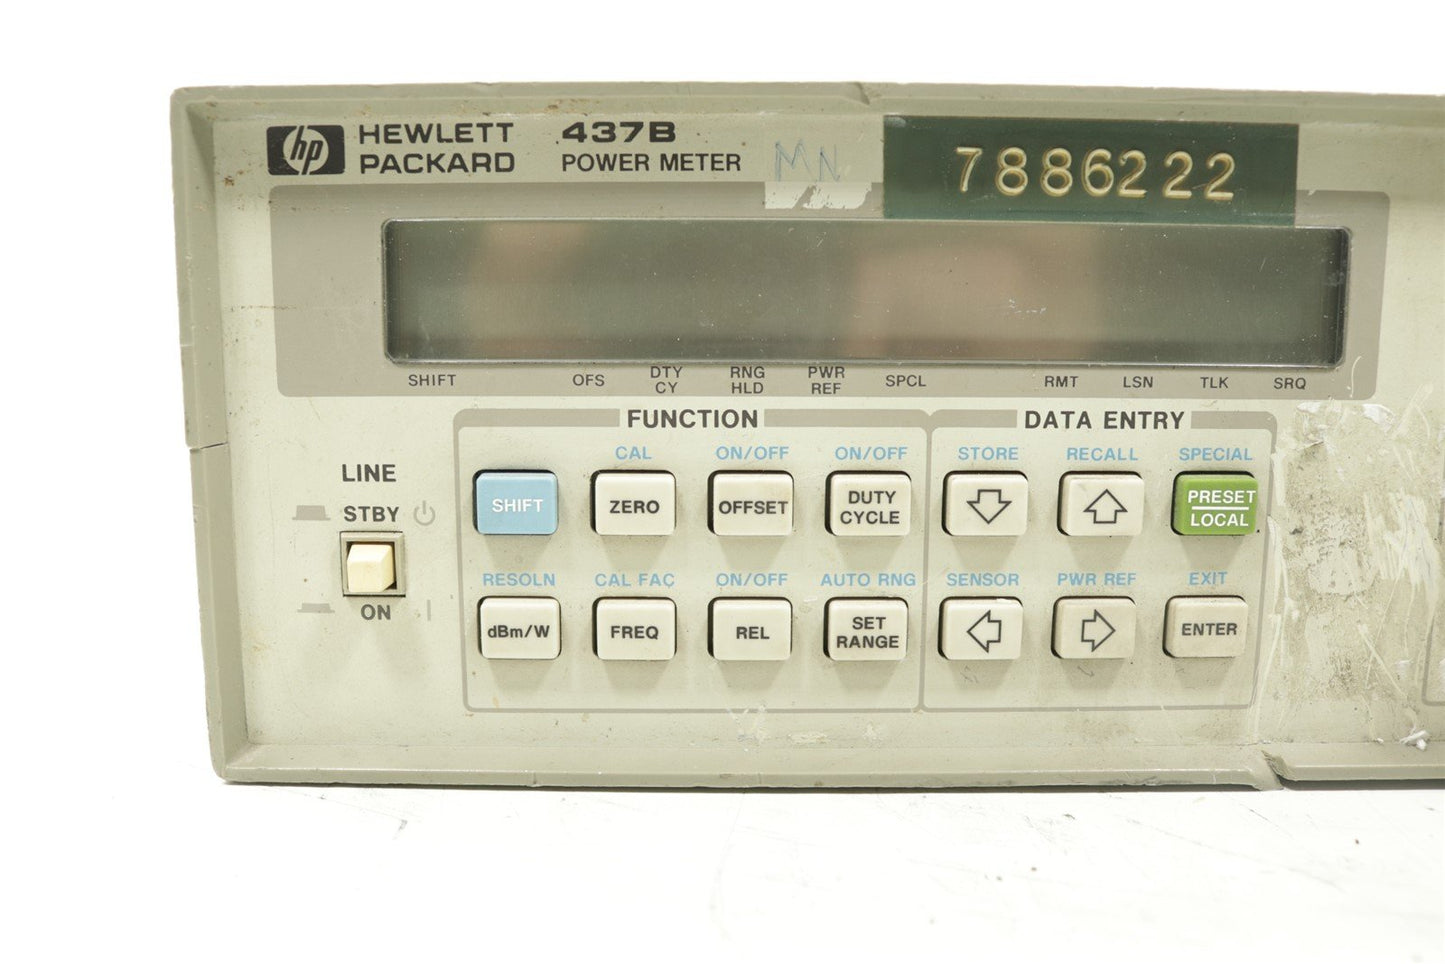 hp HEWLETT PACKARD
437B
POWER METER
MN
7886222
SHIFT OFS DTY CY RNG HLD PWR REF SPCL RMT LSN TLK SRQ
FUNCTION DATA ENTRY
LINE
STBY
ON
CAL ON/OFF ON/OFF STORE RECALL SPECIAL
SHIFT ZERO OFFSET DUTY CYCLE PRESET LOCAL
RESOLN CAL FAC ON/OFF AUTO RNG SENSOR PWR REF EXIT
dBm/W FREQ REL SET RANGE ENTER